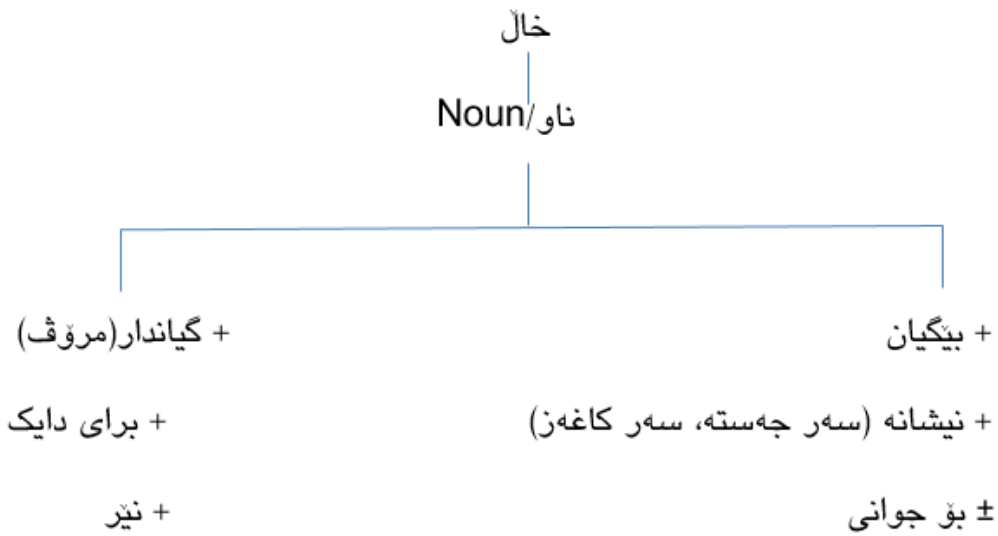 خاڵ
ناو/Noun
+ بێگیان
+ گیاندار(مرۆڤ)
+ نیشانە (سەر جەستە، سەر کاغەز)
+ برای دایک
± بۆ جوانی
+ نێر